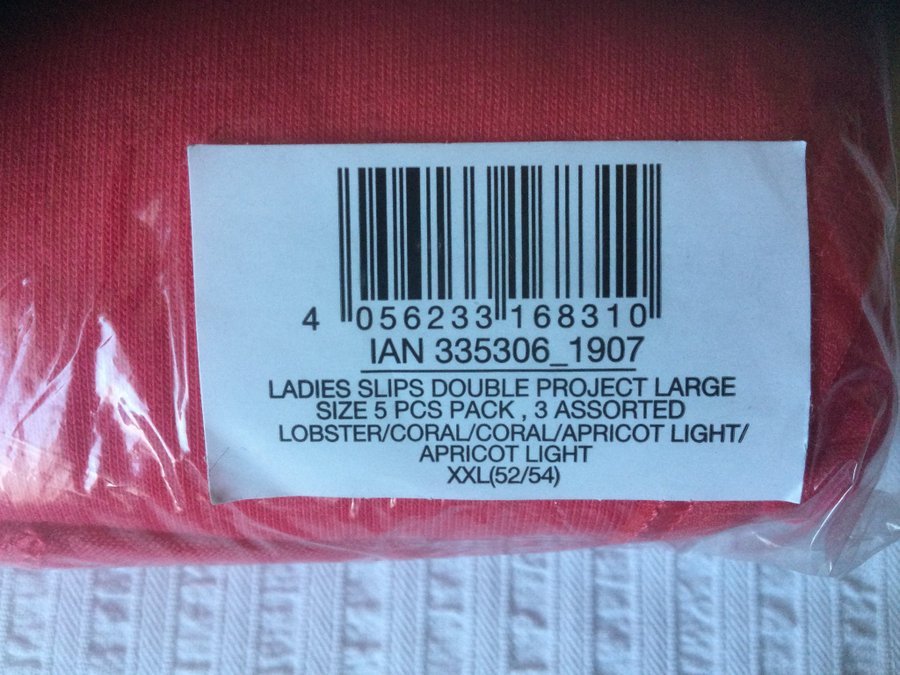 4 056233 168310
IAN 335306_1907
LADIES SLIPS DOUBLE PROJECT LARGE
SIZE 5 PCS PACK , 3 ASSORTED
LOBSTER/CORAL/CORAL/APRICOT LIGHT/
APRICOT LIGHT
XXL(52/54)